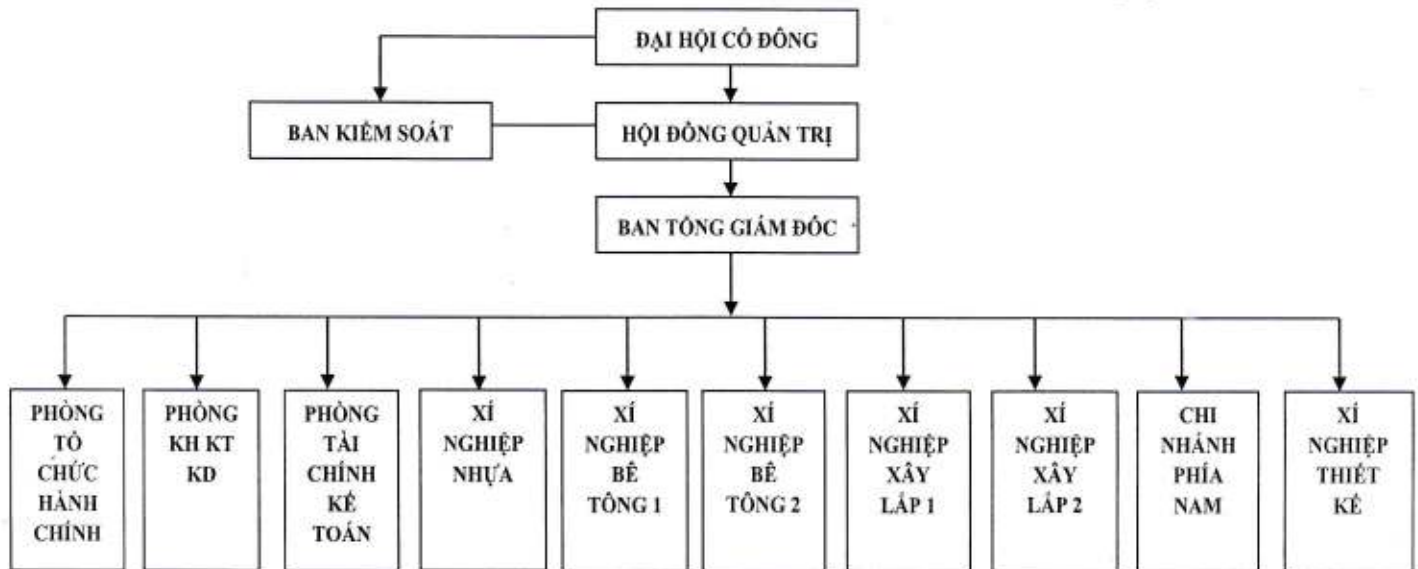 ĐẠI HỘI CỔ ĐÔNG
BAN KIỂM SOÁT
HỘI ĐỒNG QUẢN TRỊ
BAN TỔNG GIÁM ĐỐC
PHÒNG
TỔ
CHỨC
HÀNH
CHÍNH
PHÒNG
KH KT
KD
PHÒNG
TÀI
CHÍNH
KẾ
TOÁN
XÍ
NGHIỆP
NHỰA
XÍ
NGHIỆP
BÊ
TÔNG 1
XÍ
NGHIỆP
BÊ
TÔNG 2
XÍ
NGHIỆP
XÂY
LẮP 1
XÍ
NGHIỆP
XÂY
LẮP 2
CHI
NHÁNH
PHÍA
NAM
XÍ
NGHIỆP
THIẾT
KẾ